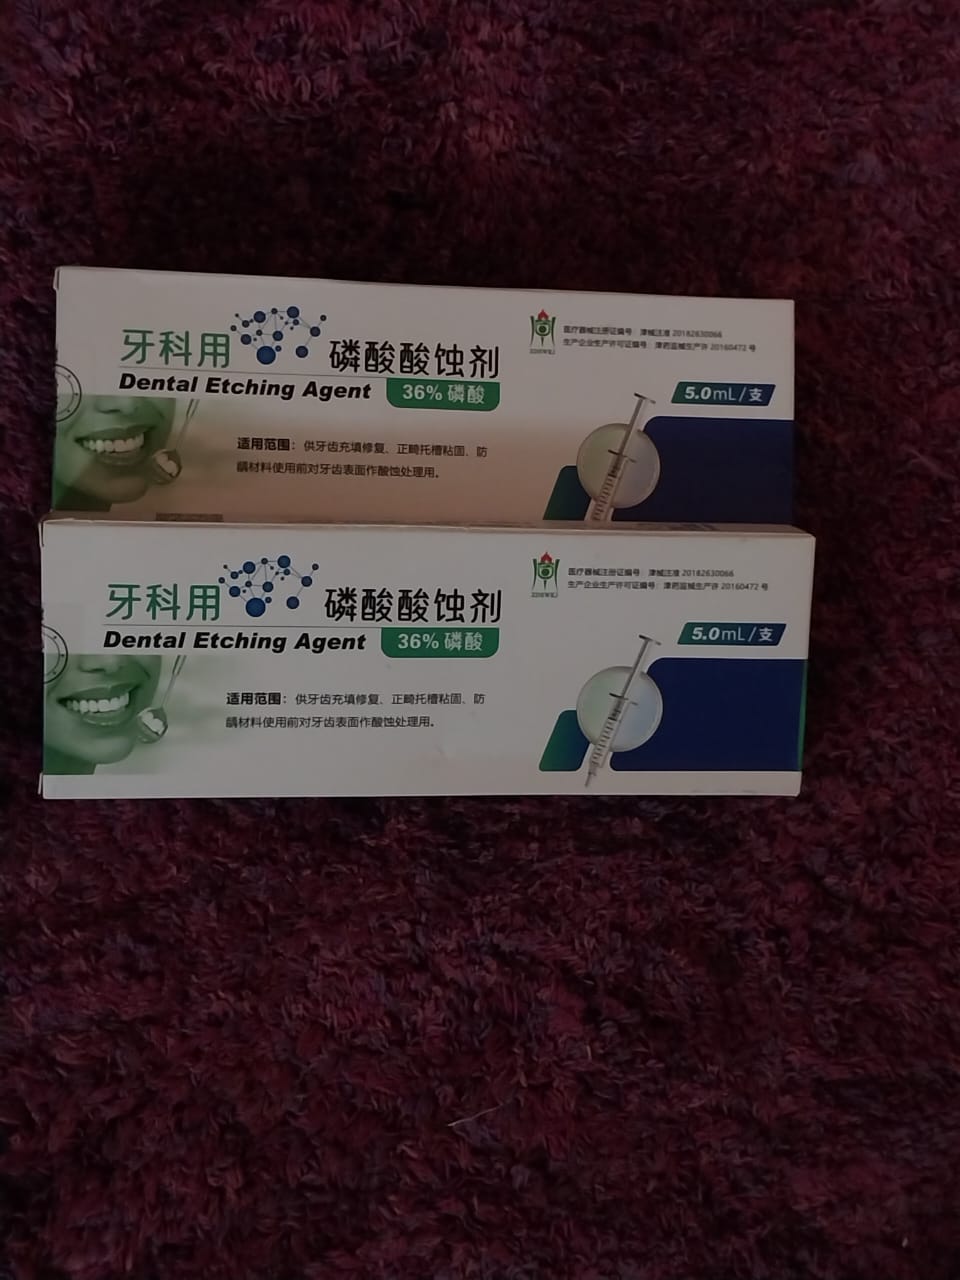 牙科用 磷酸酸蚀剂
Dental Etching Agent 36% 磷酸
医疗器械注册证编号：津械注准 20182630066
生产企业生产许可证编号：津药监械生产许 20160472 号
5.0mL/支
适用范围：供牙齿充填修复、正畸托槽粘固、防
龋材料使用前对牙齿表面作酸蚀处理用。
牙科用 磷酸酸蚀剂
Dental Etching Agent 36% 磷酸
医疗器械注册证编号：津械注准 20182630066
生产企业生产许可证编号：津药监械生产许 20160472 号
5.0mL/支
适用范围：供牙齿充填修复、正畸托槽粘固、防
龋材料使用前对牙齿表面作酸蚀处理用。